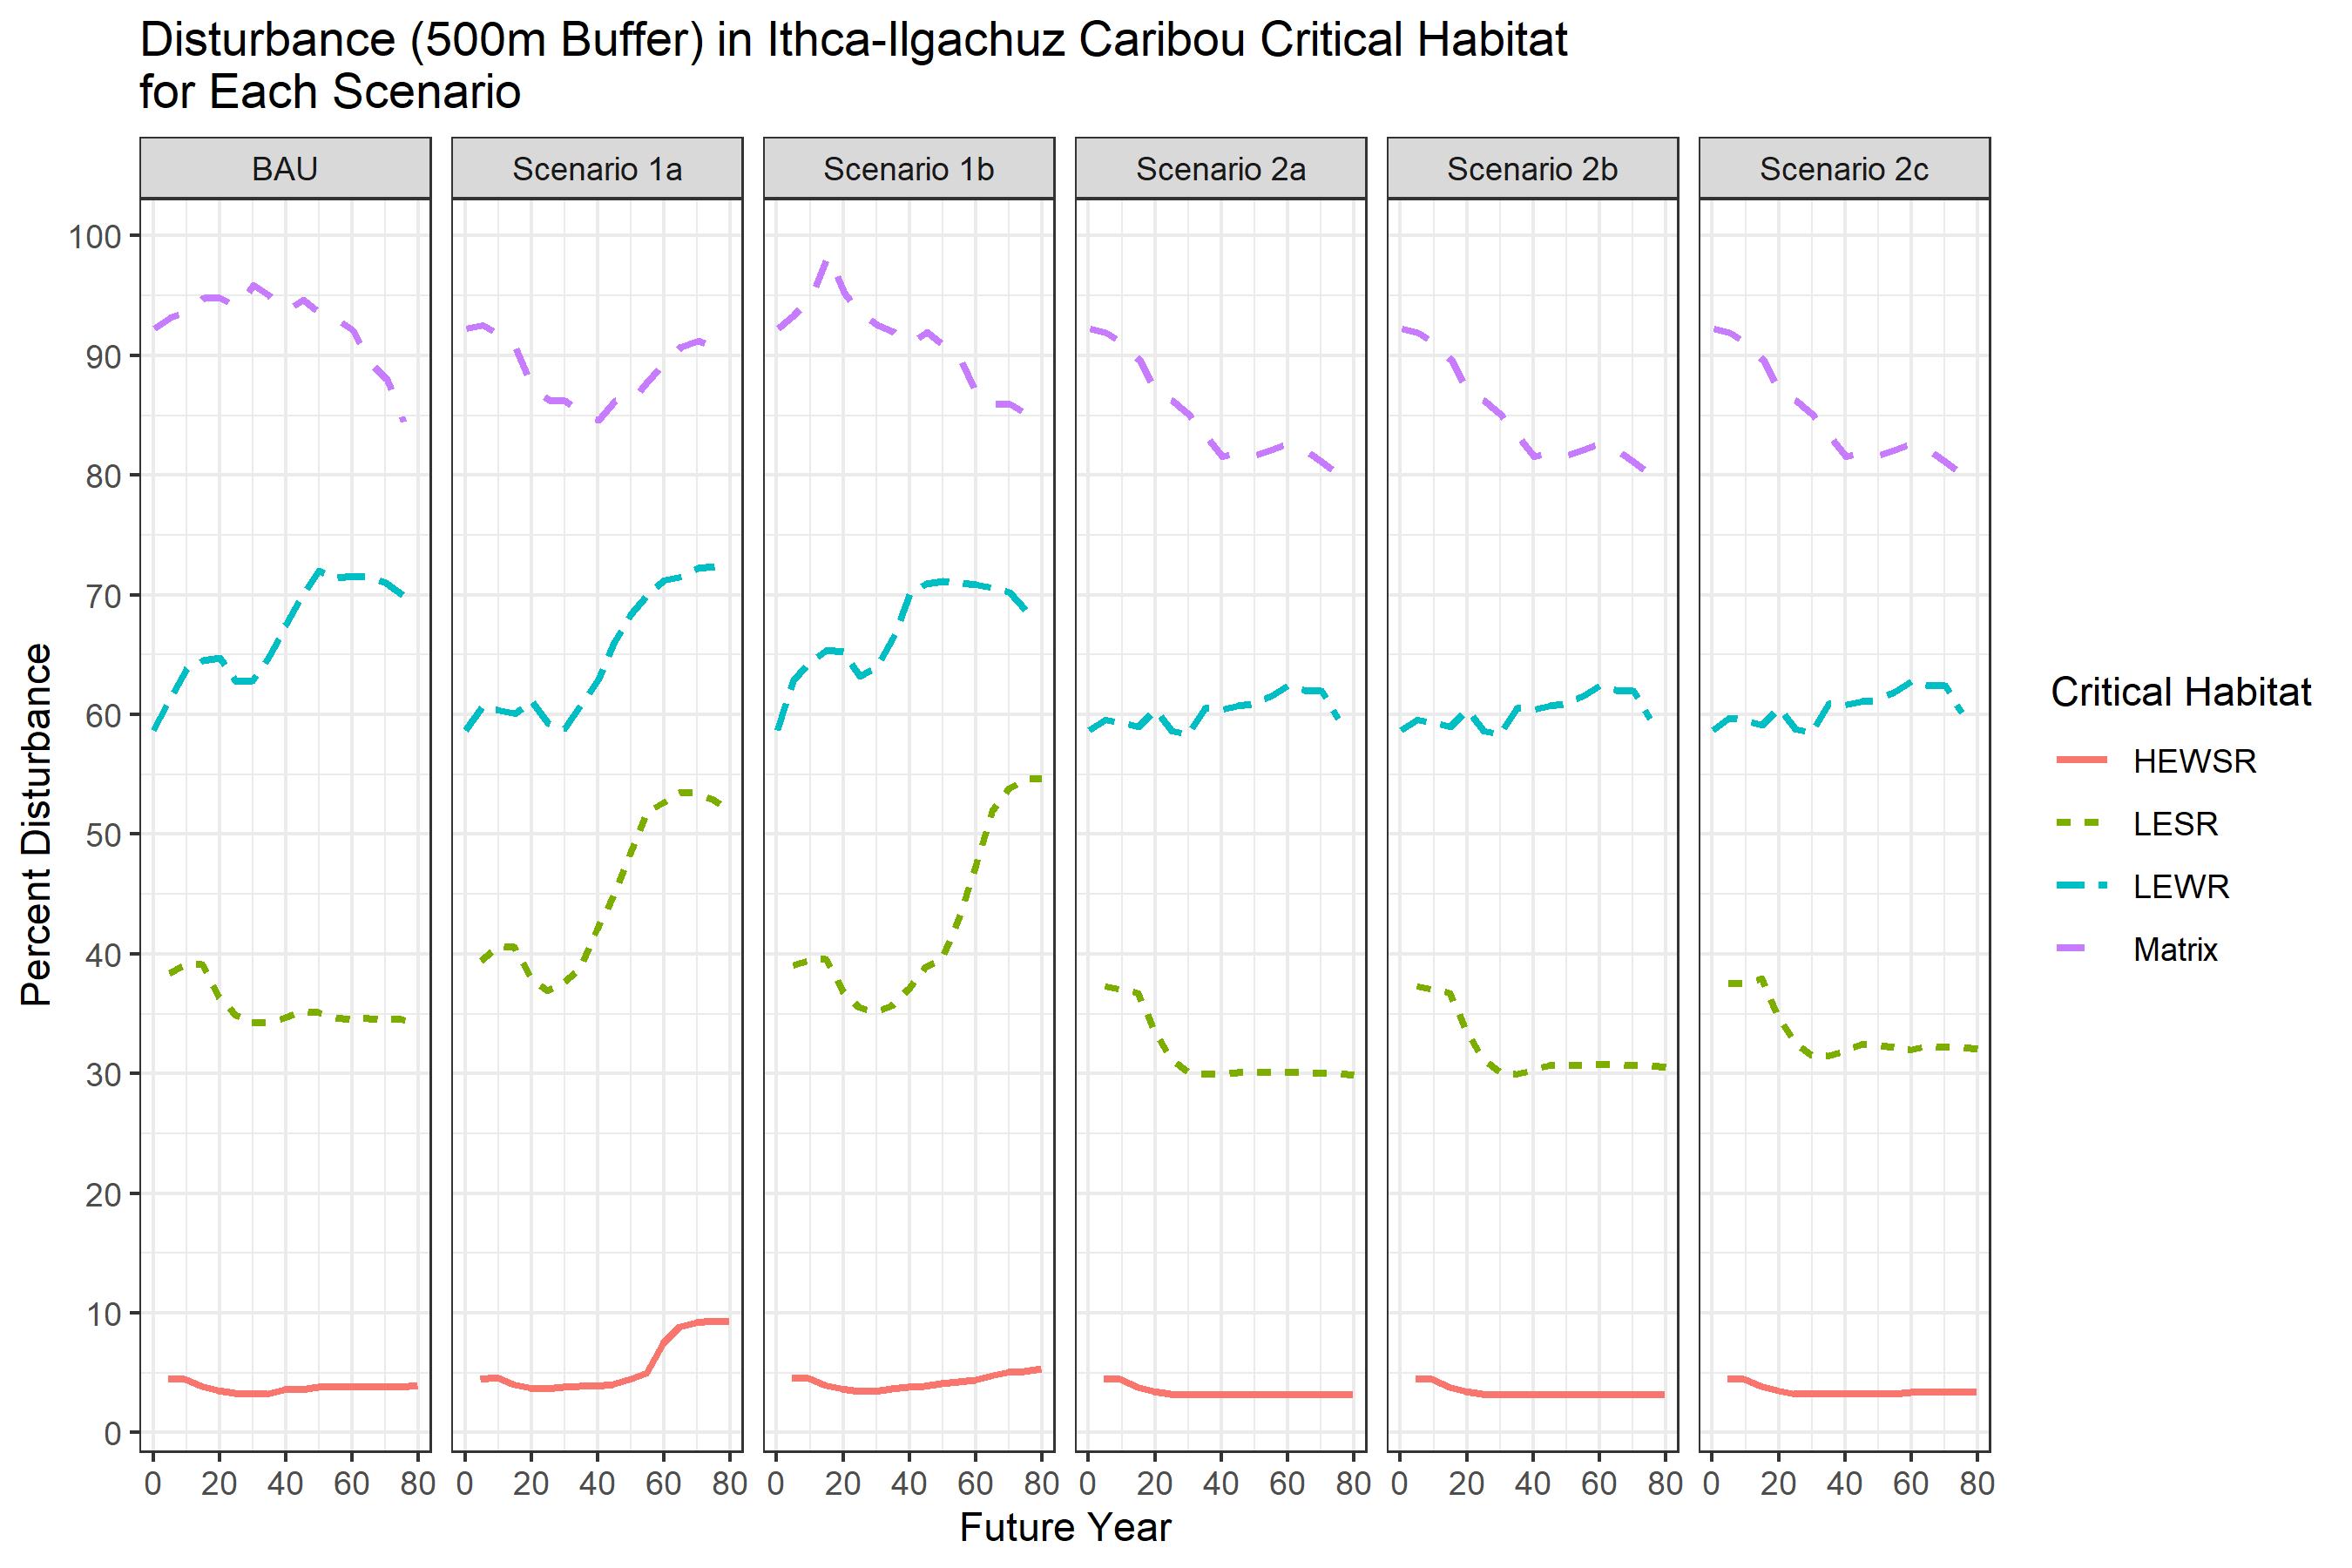 Disturbance (500m Buffer) in Ithca-Ilgachuz Caribou Critical Habitat
for Each Scenario
BAU
Scenario 1a
Scenario 1b
Scenario 2a
Scenario 2b
Scenario 2c
Percent Disturbance
100
90
80
70
60
50
40
30
20
10
0
0 20 40 60 80
0 20 40 60 80
0 20 40 60 80
0 20 40 60 80
0 20 40 60 80
0 20 40 60 80
Future Year
Critical Habitat
HEWSR
LESR
LEWR
Matrix